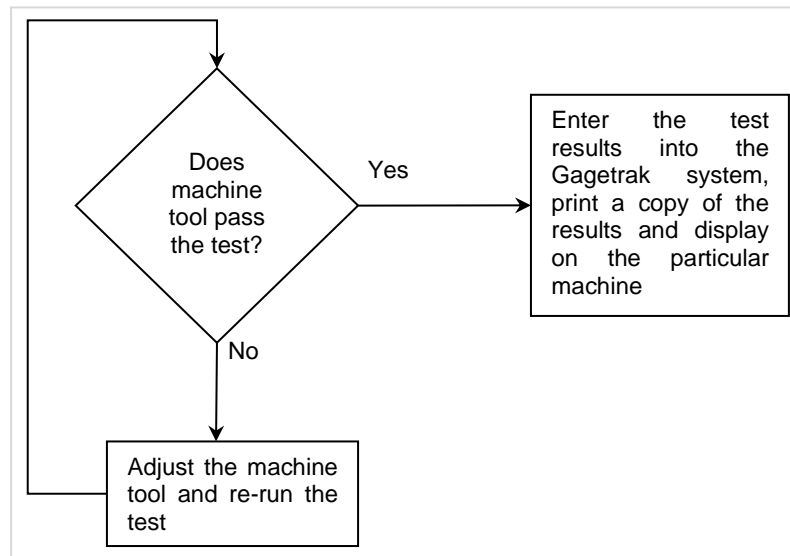 Does
machine
tool pass
the test?
Yes
Enter the test
results into the
Gagetrak system,
print a copy of the
results and display
on the particular
machine
No
Adjust the machine
tool and re-run the
test